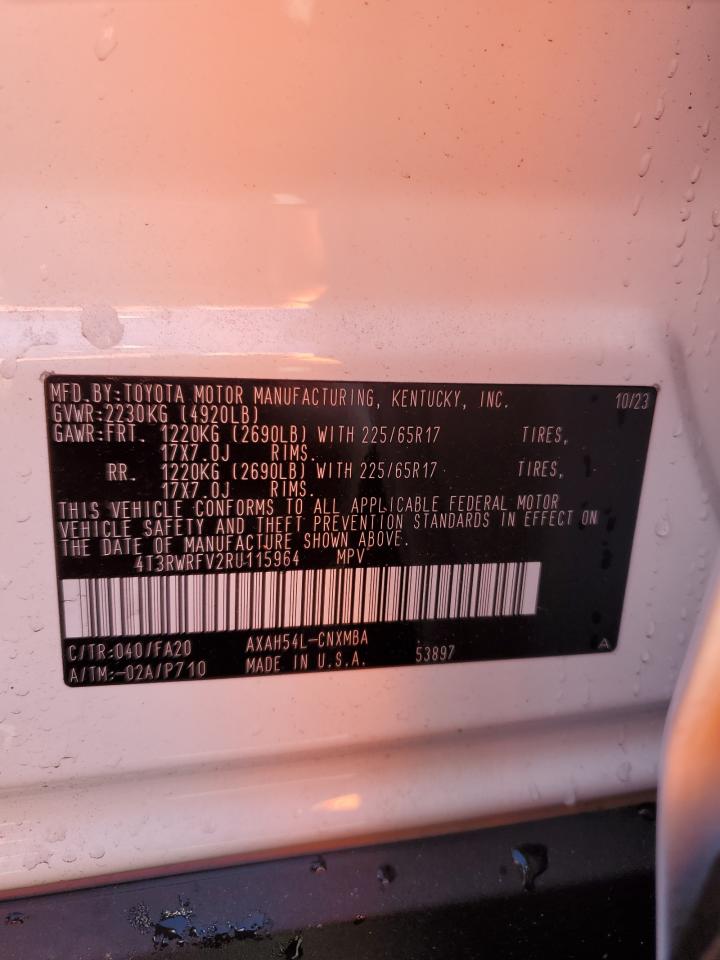 MFD.BY:TOYOTA MOTOR MANUFACTURING, KENTUCKY, INC. 10/23
GVWR:2230KG (4920LB)
GAWR:FRT. 1220KG (2690LB) WITH 225/65R17 TIRES,
17X7.0J RIMS.
RR. 1220KG (2690LB) WITH 225/65R17 TIRES,
17X7.0J RIMS.
THIS VEHICLE CONFORMS TO ALL APPLICABLE FEDERAL MOTOR
VEHICLE SAFETY AND THEFT PREVENTION STANDARDS IN EFFECT ON
THE DATE OF MANUFACTURE SHOWN ABOVE.
4T3RWRFV2RU115964 MPV
C/TR:040/FA20 AXAH54L-CNXMBA
A/TM:-02A/P710 MADE IN U.S.A. 53897 A